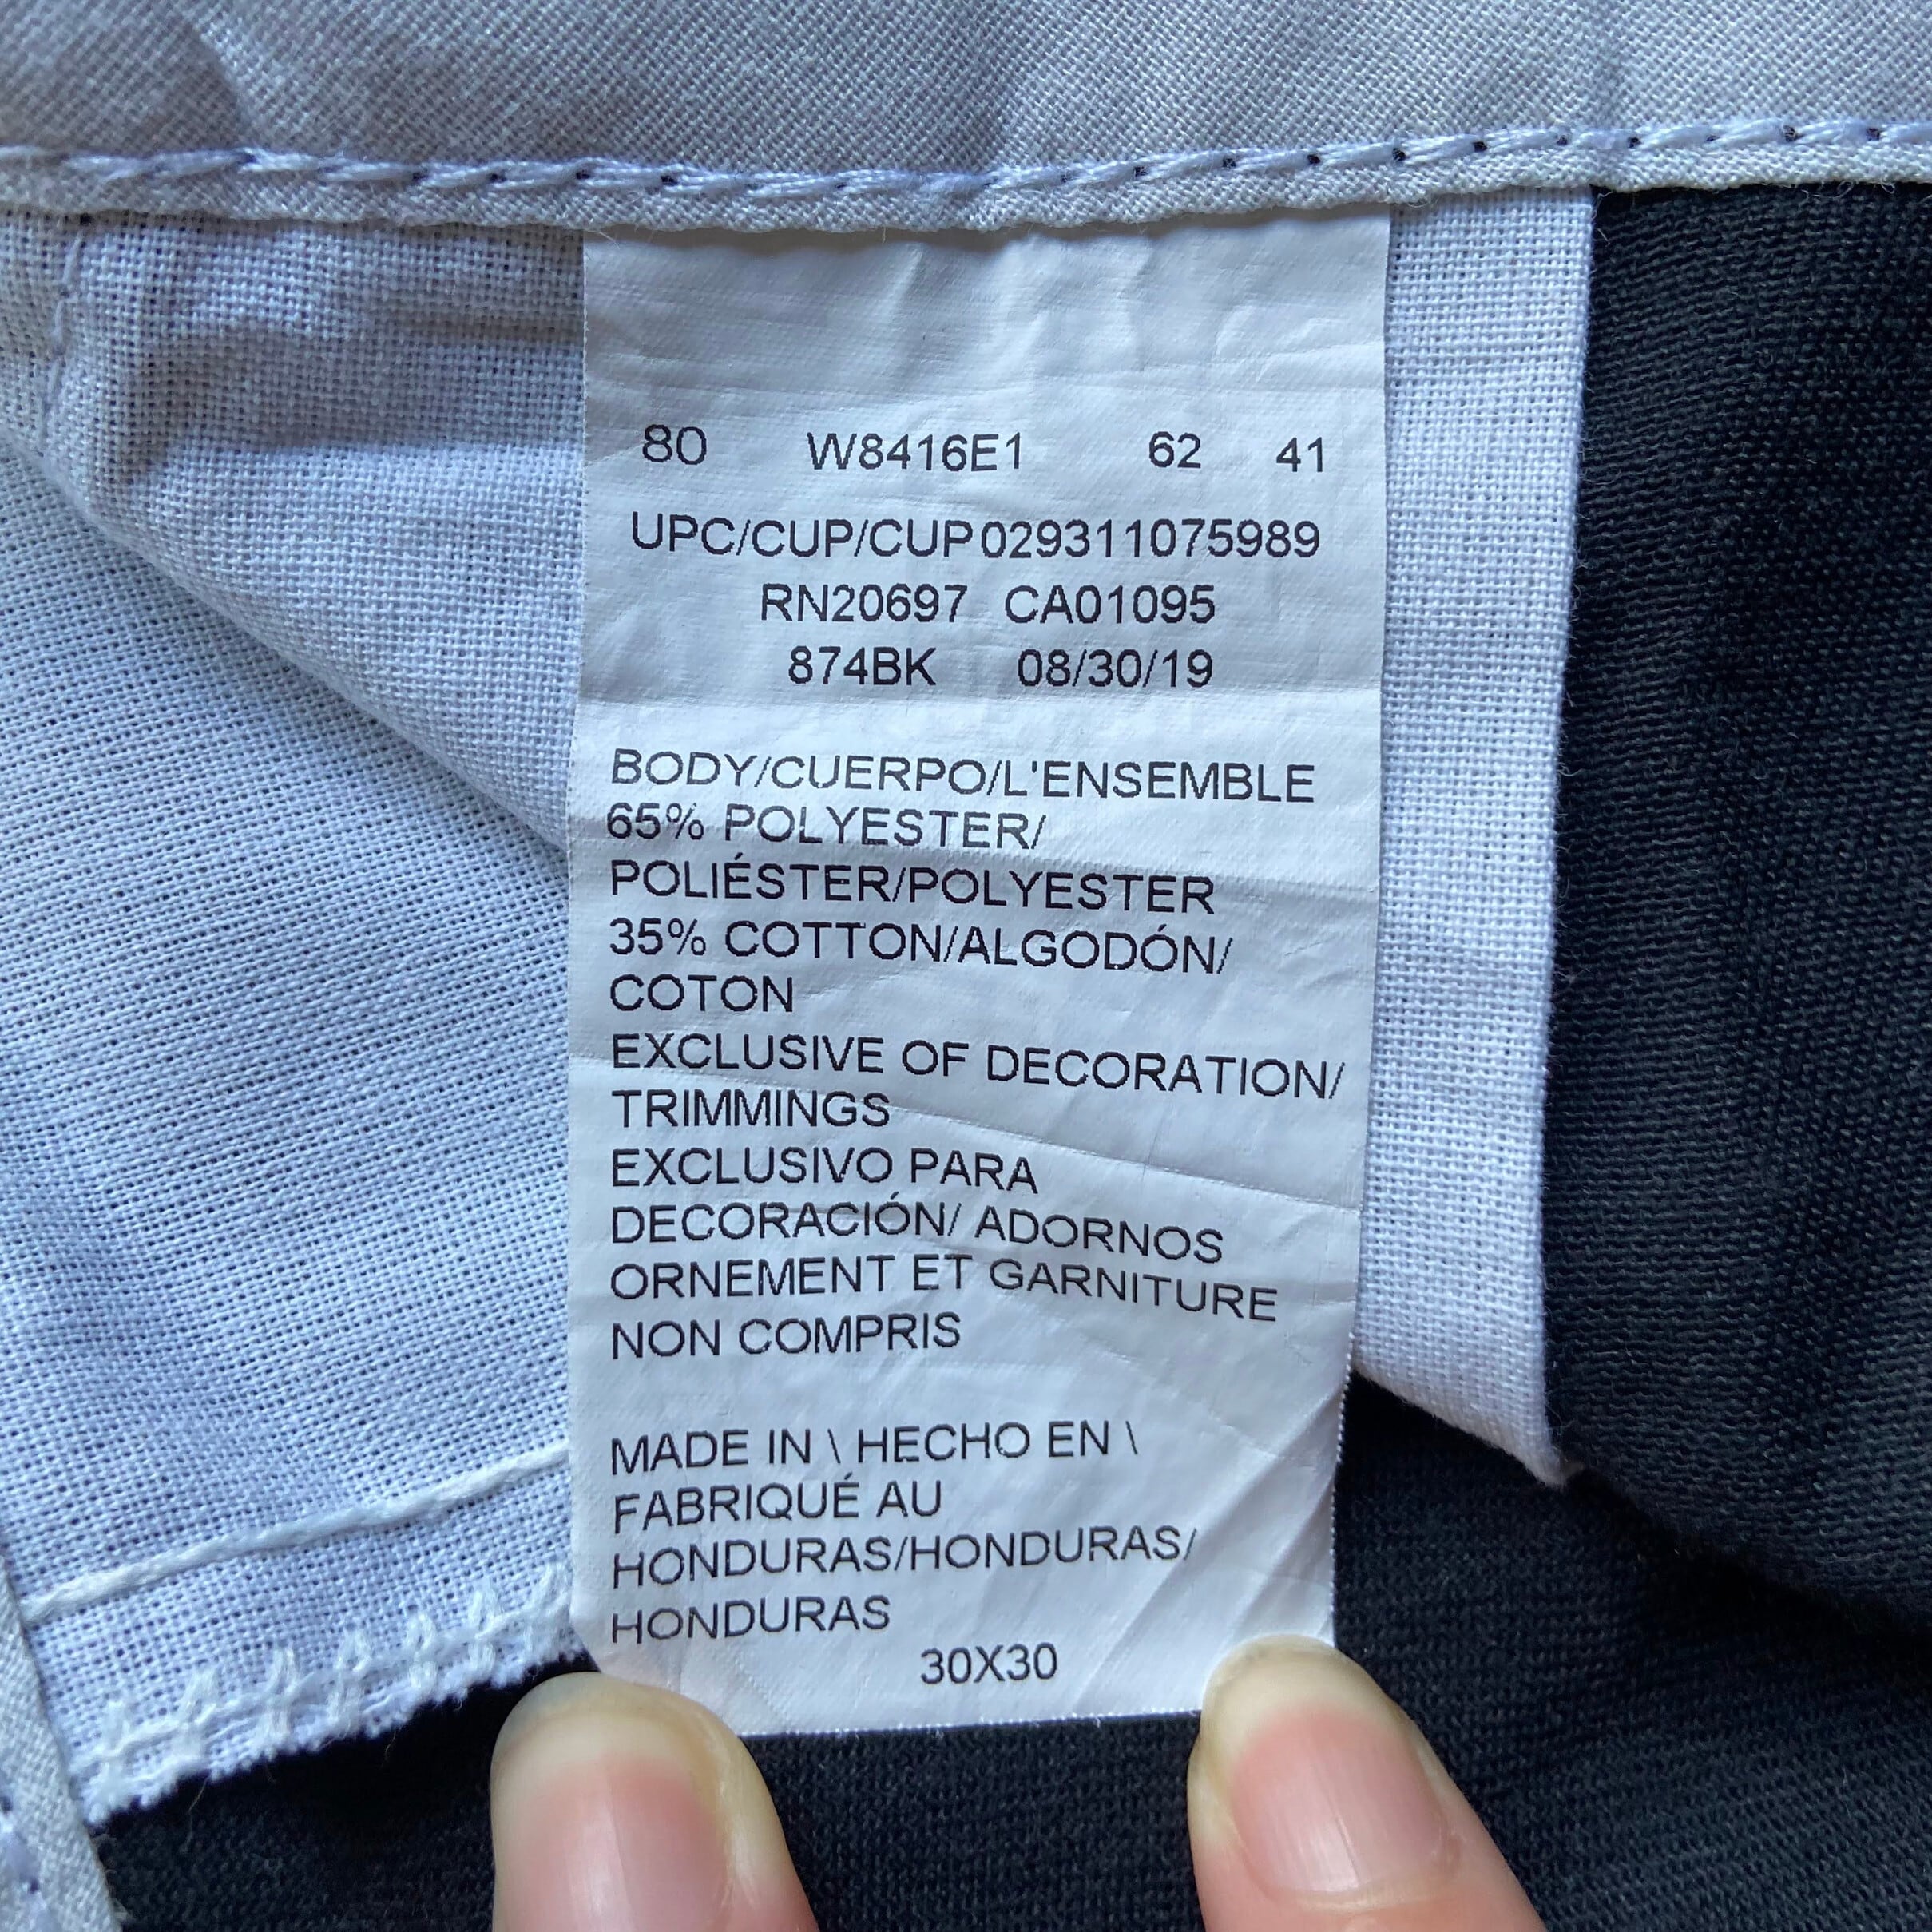 80 W8416E1 62 41
UPC/CUP/CUP 029311075989
RN20697 CA01095
874BK 08/30/19
BODY/CUERPO/L'ENSEMBLE
65% POLYESTER/
POLIÉSTER/POLYESTER
35% COTTON/ALGODÓN/
COTON
EXCLUSIVE OF DECORATION/
TRIMMINGS
EXCLUSIVO PARA
DECORACIÓN/ ADORNOS
ORNEMENT ET GARNITURE
NON COMPRIS
MADE IN \ HECHO EN \
FABRIQUÉ AU
HONDURAS/HONDURAS/
HONDURAS
30X30